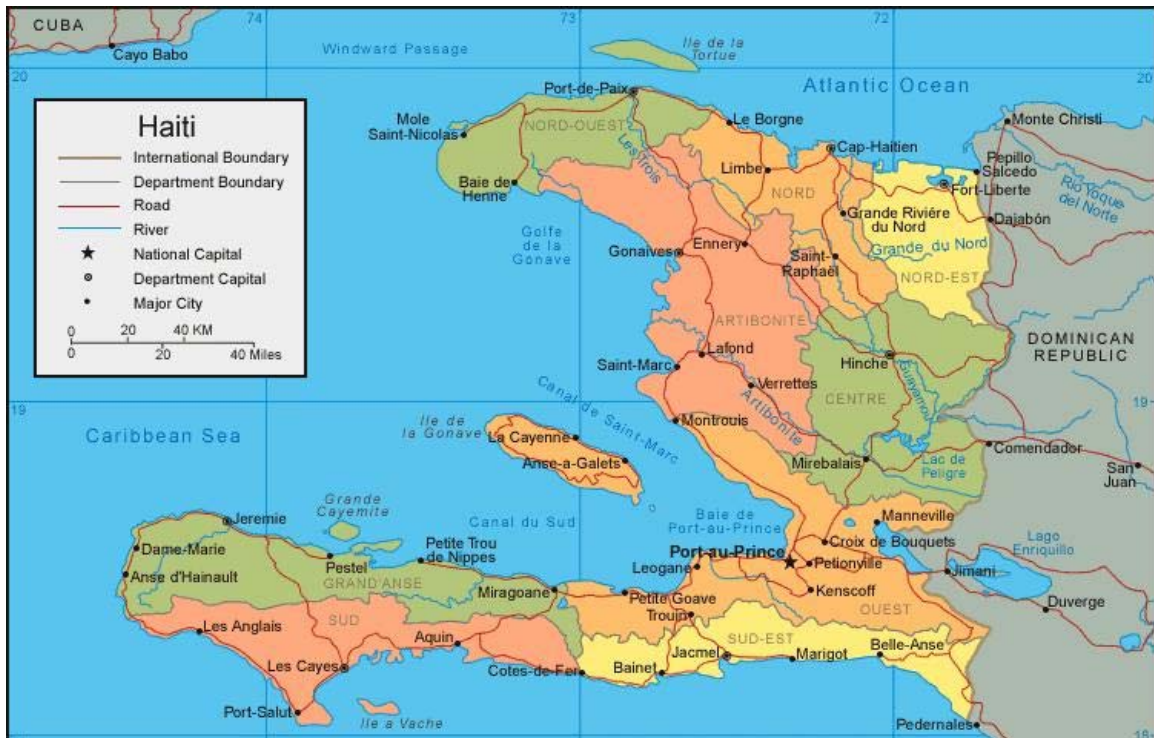 CUBA
74
73
72
Cayo Babo
Windward Passage
Ile de la
Tortue
20
20
Atlantic Ocean
Port-de-Paix
Haiti
International Boundary
Department Boundary
Road
River
National Capital
Department Capital
Major City
0 20 40 KM
0 20 40 Miles
Mole
Saint-Nicolas
NORD-OUEST
Le Borgne
Monte Christi
Les Trois
Cap-Haitien
Limbe
Pepillo
Salcedo
Baie de
Henne
NORD
Fort-Liberte
Rio Yoque
del Norte
Grande Riviére
du Nord
Dajabón
Golfe
de la
Gonave
Gonaives
Ennery
Grande du Nord
Saint-
Raphaël
NORD-EST
ARTIBONITE
DOMINICAN
REPUBLIC
Lafond
Hinche
Saint-Marc
Guayamou
Verrettes
CENTRE
19
19
Canal de Saint-Marc
Artibonite
Caribbean Sea
Ile de
la Gonave
La Cayenne
Montrouis
Comendador
Anse-a-Galets
Mirebalais
Lac de
Peligre
San
Juan
Grande
Cayemite
Canal du Sud
Baie de
Port-au-Prince
Manneville
Jeremie
Croix de Bouquets
Lago
Enriquillo
Dame-Marie
Petite Trou
de Nippes
Port-au-Prince
Pestel
Leogane
Petionville
Jimani
Anse d'Hainault
GRAND'ANSE
Miragoane
Petite Goave
Kenscoff
Duverge
Trouin
OUEST
Les Anglais
SUD
Aquin
SUD-EST
Belle-Anse
Les Cayes
Cotes-de-Fer
Bainet
Jacmel
Marigot
Port-Salut
Ile a Vache
Pedernales
18